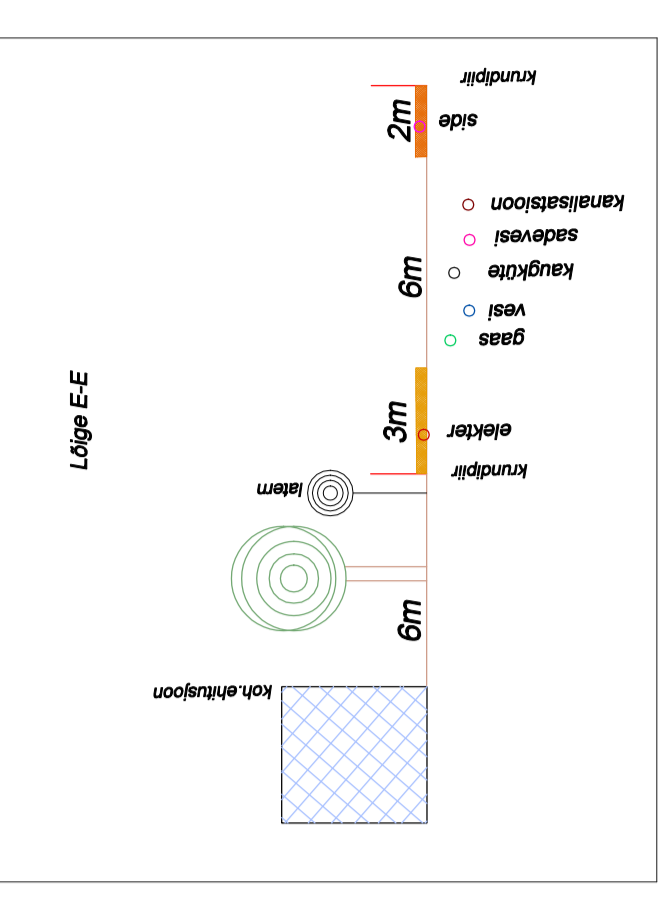 krundipiir
2m
side
kanalisatsioon
sadevesi
6m
kaugküte
vesi
gaas
Lõige E-E
3m
elekter
krundipiir
latern
6m
koh.ehitusjoon